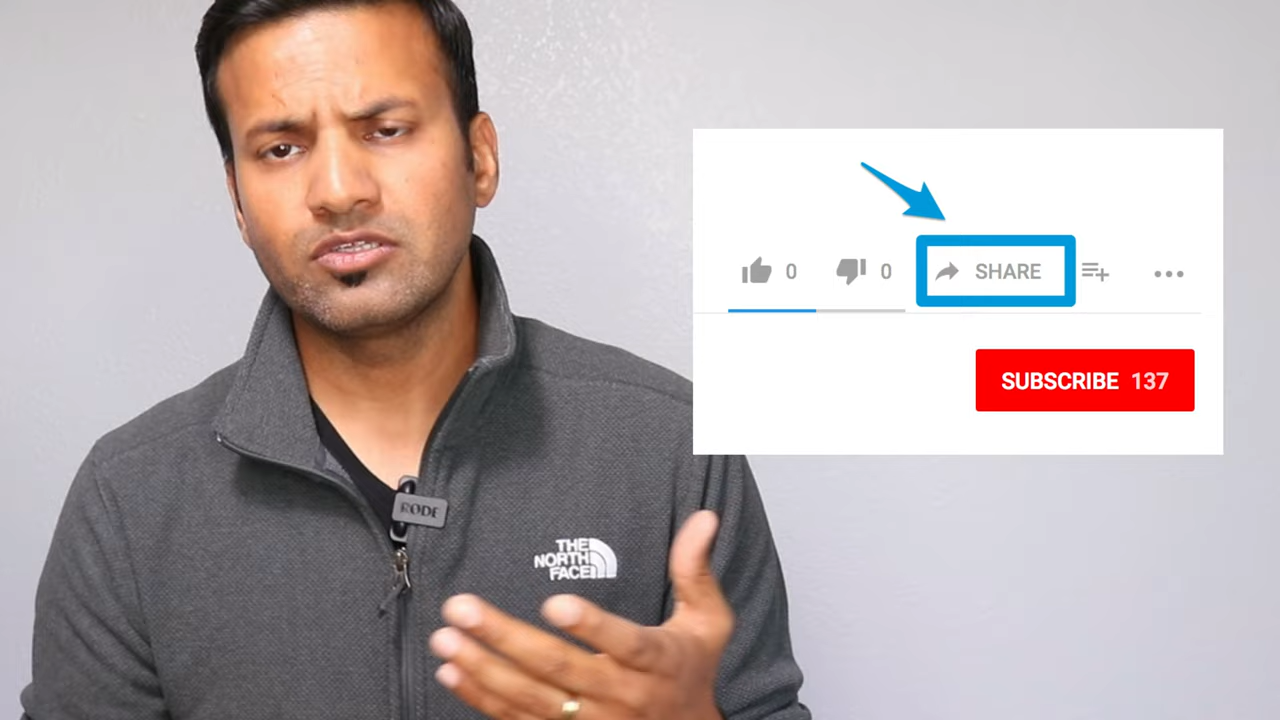 0 0 SHARE
SUBSCRIBE 137
RODE
THE
NORTH
FACE